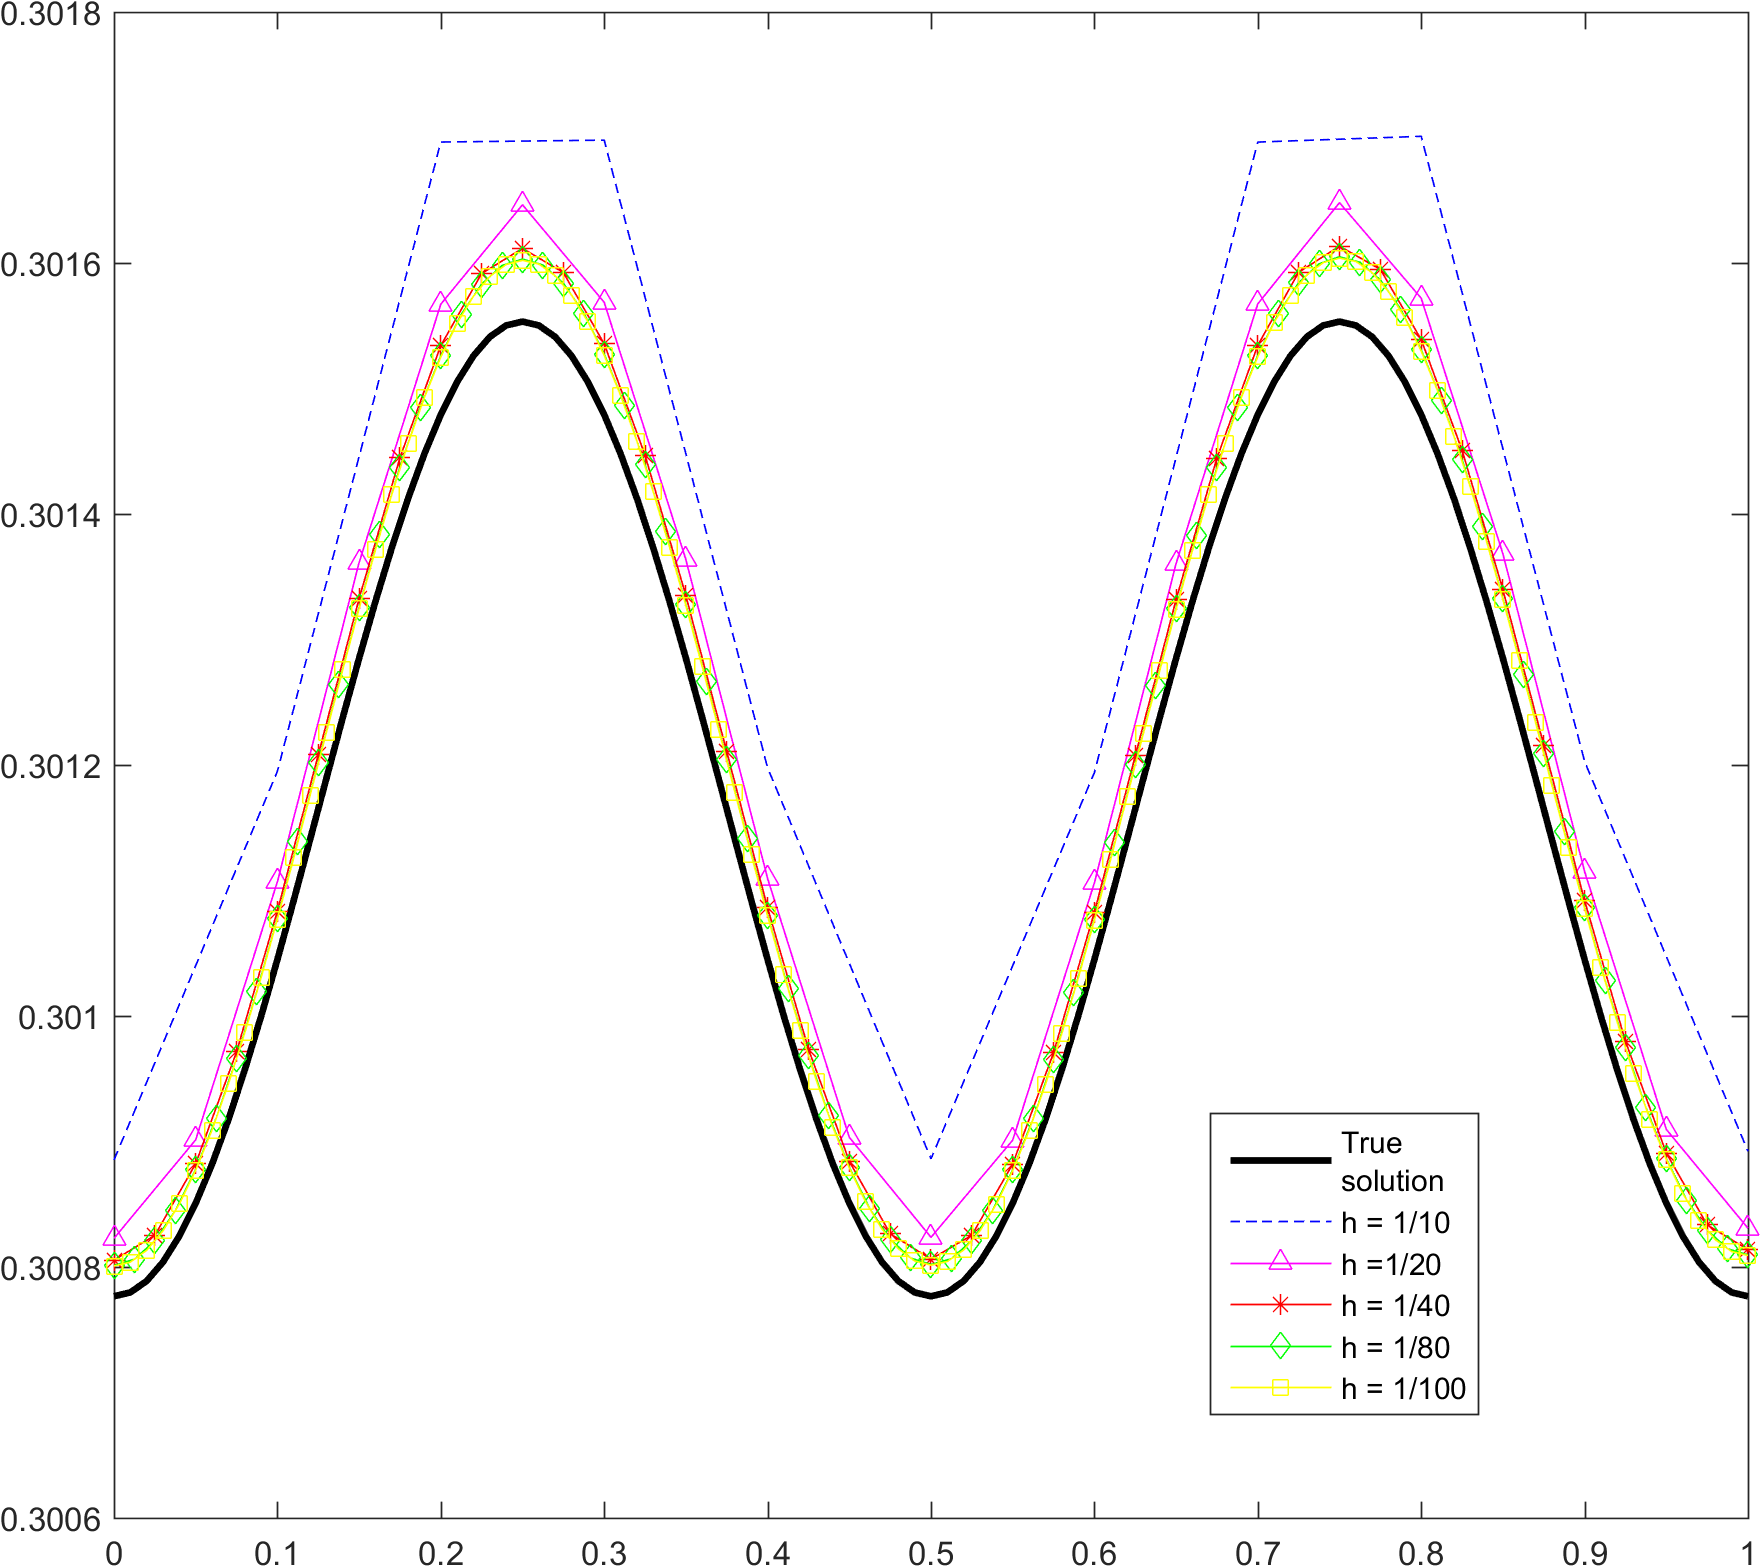 0.3018
0.3016
0.3014
0.3012
0.301
0.3008
0.3006
0 0.1 0.2 0.3 0.4 0.5 0.6 0.7 0.8 0.9 1
True
solution
h = 1/10
h =1/20
h = 1/40
h = 1/80
h = 1/100